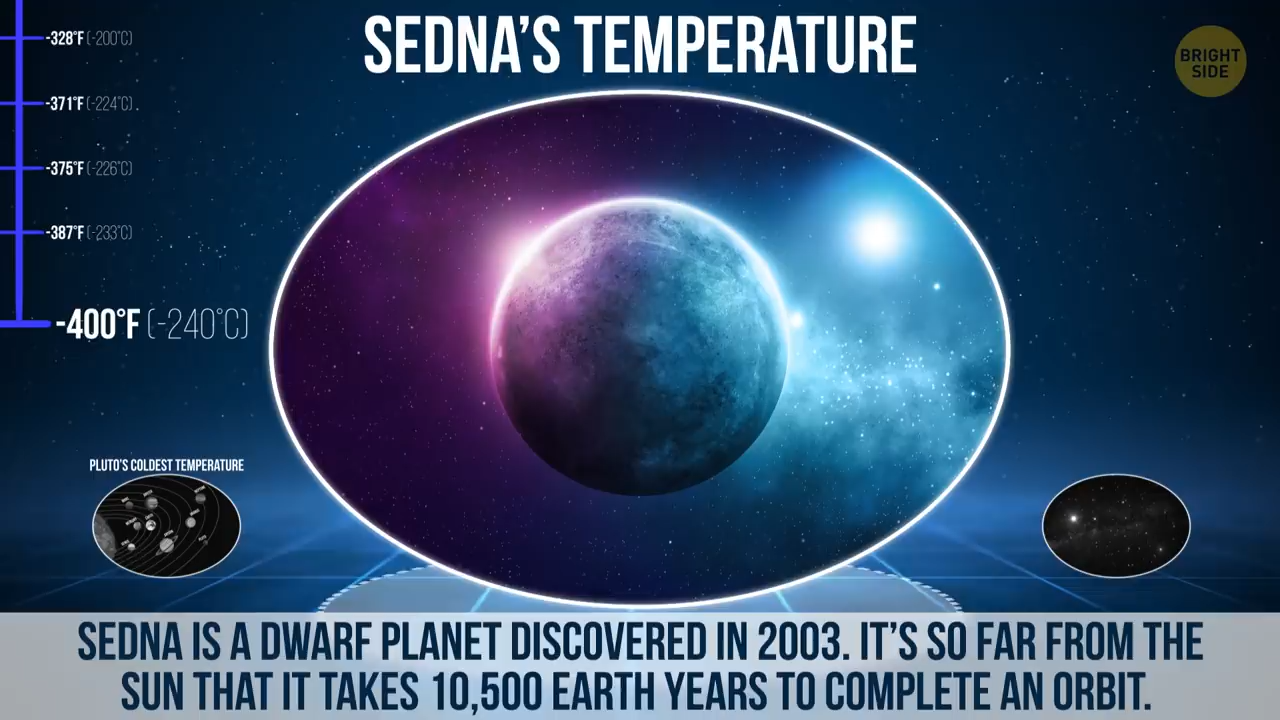 SEDNA'S TEMPERATURE
BRIGHT
SIDE
-328°F (-200°C)
-371°F (-224°C)
-375°F (-226°C)
-387°F (-233°C)
-400°F (-240°C)
PLUTO'S COLDEST TEMPERATURE
SEDNA IS A DWARF PLANET DISCOVERED IN 2003. IT'S SO FAR FROM THE
SUN THAT IT TAKES 10,500 EARTH YEARS TO COMPLETE AN ORBIT.